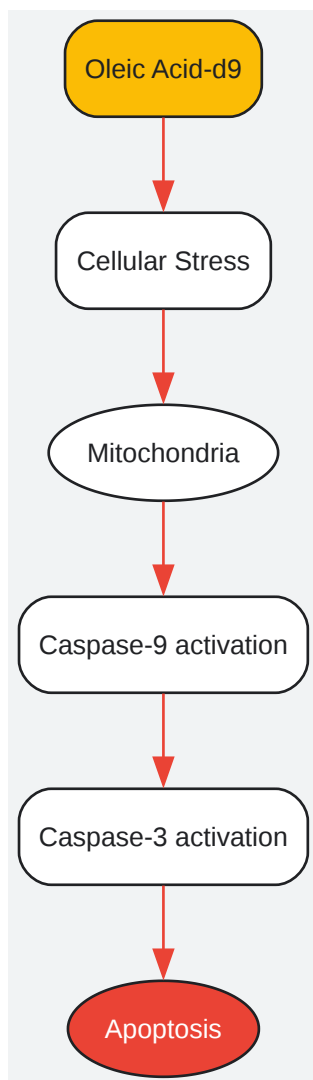 Oleic Acid-d9
Cellular Stress
Mitochondria
Caspase-9 activation
Caspase-3 activation
Apoptosis